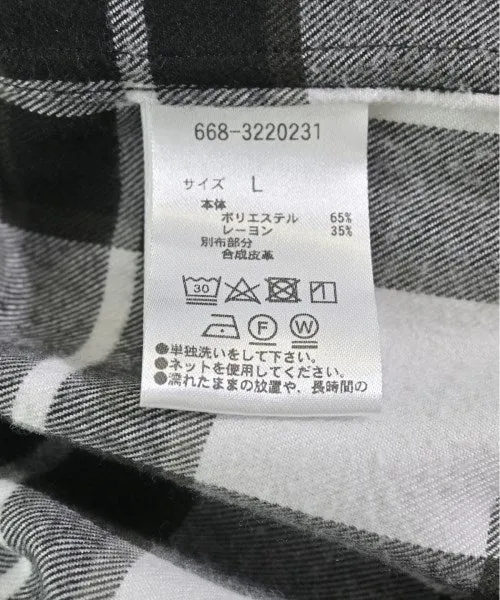 668-3220231
サイズ L
本体
ポリエステル 65%
レーヨン 35%
別布部分
合成皮革
30
F W
●単独洗いをして下さい。
●ネットを使用してください。
●濡れたままの放置や、長時間の